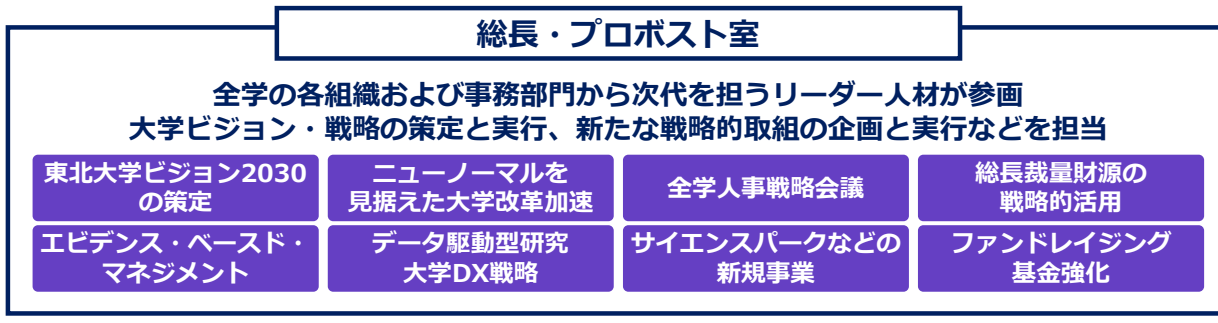 総長・プロボスト室
全学の各組織および事務部門から次代を担うリーダー人材が参画
大学ビジョン・戦略の策定と実行、新たな戦略的取組の企画と実行などを担当
東北大学ビジョン2030
の策定
ニューノーマルを
見据えた大学改革加速
全学人事戦略会議
総長裁量財源の
戦略的活用
エビデンス・ベースド・
マネジメント
データ駆動型研究
大学DX戦略
サイエンスパークなどの
新規事業
ファンドレイジング
基金強化